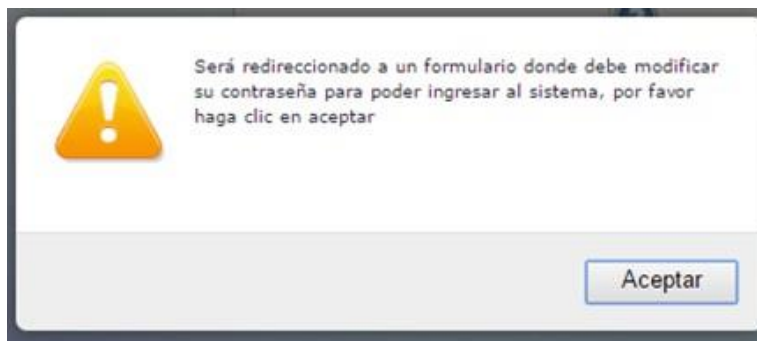 Será redireccionado a un formulario donde debe modificar
su contraseña para poder ingresar al sistema, por favor
haga clic en aceptar
Aceptar